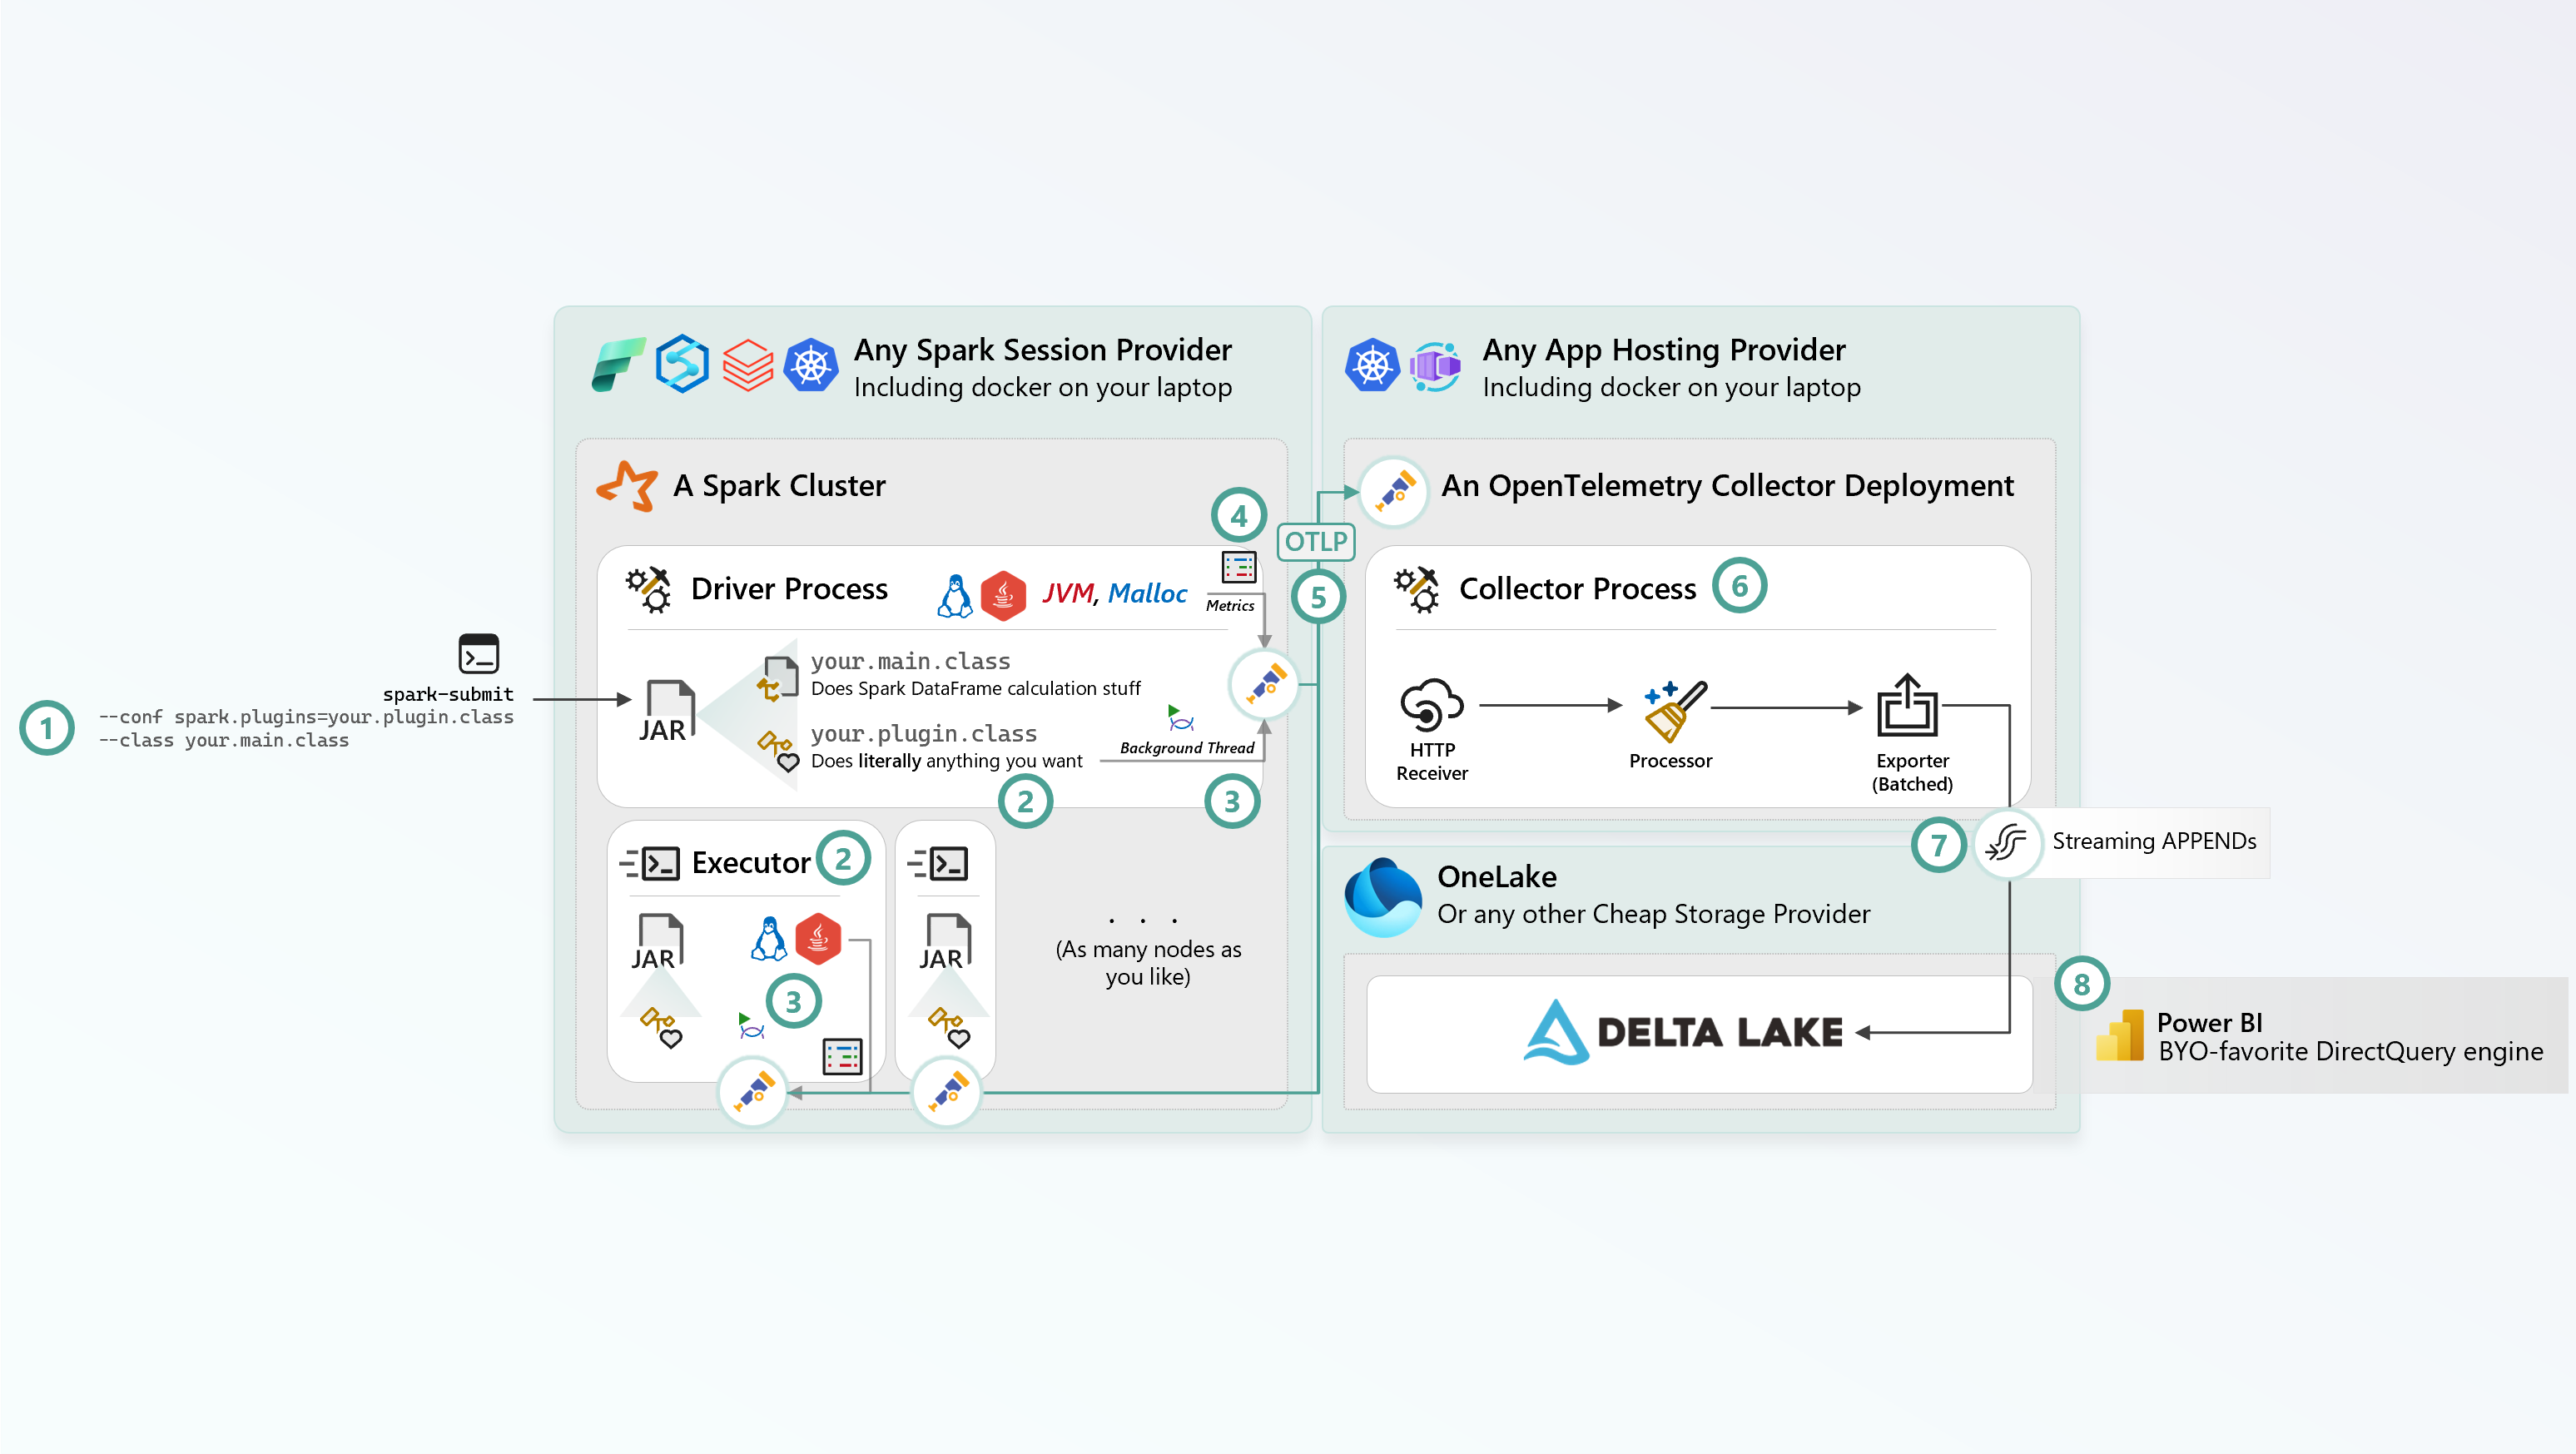 Any Spark Session Provider
Including docker on your laptop
Any App Hosting Provider
Including docker on your laptop
A Spark Cluster
4
An OpenTelemetry Collector Deployment
OTLP
Driver Process
JVM, Malloc
Metrics
5
Collector Process
6
spark-submit
1
--conf spark.plugins=your.plugin.class
--class your.main.class
JAR
your.main.class
Does Spark DataFrame calculation stuff
your.plugin.class
Does literally anything you want
Background Thread
2
3
HTTP
Receiver
Processor
Exporter
(Batched)
Executor
2
JAR
3
JAR
. . .
(As many nodes as
you like)
7
Streaming APPENDs
OneLake
Or any other Cheap Storage Provider
DELTA LAKE
8
Power BI
BYO-favorite DirectQuery engine